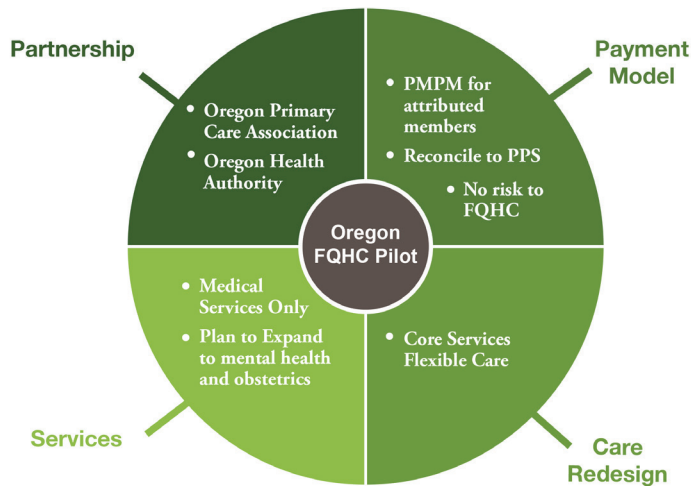 Partnership
• Oregon Primary
Care Association
• Oregon Health
Authority
Payment
Model
• PMPM for
attributed
members
• Reconcile to PPS
• No risk to
FQHC
Oregon
FQHC Pilot
• Medical
Services Only
• Plan to Expand
to mental health
and obstetrics
Services
• Core Services
Flexible Care
Care
Redesign